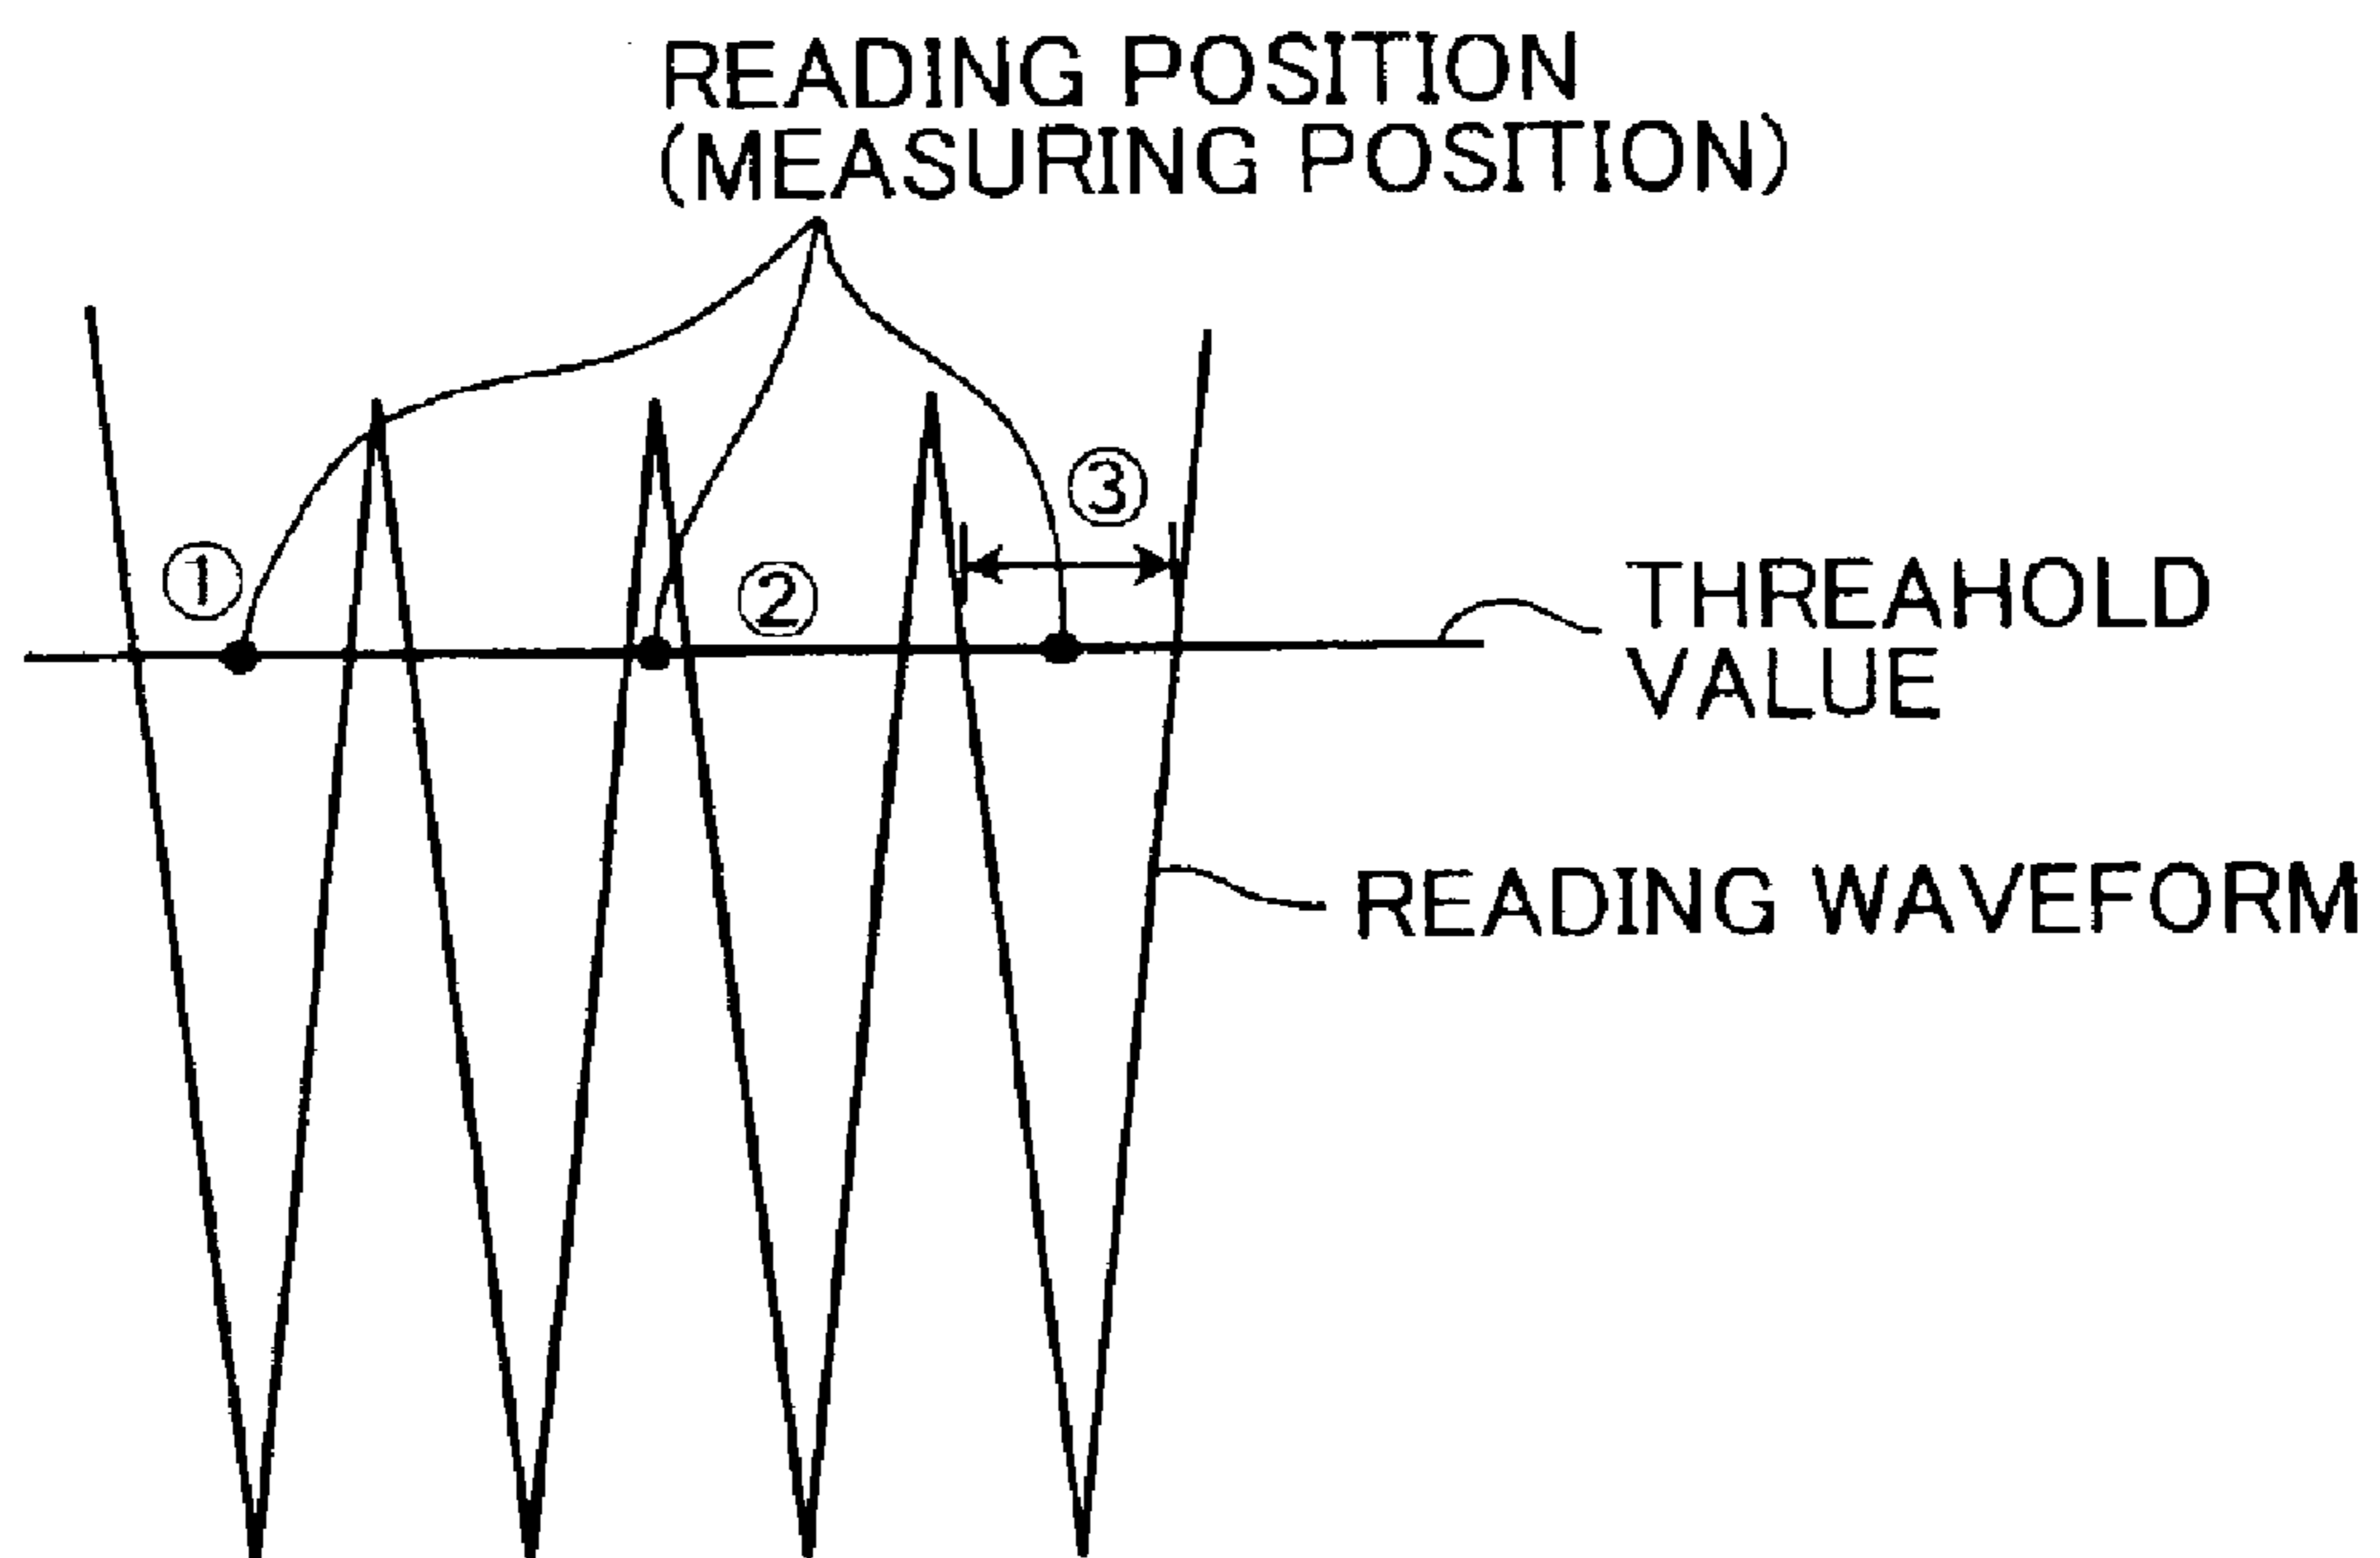 READING POSITION
(MEASURING POSITION)
①
②
③
THREAHOLD
VALUE
READING WAVEFORM